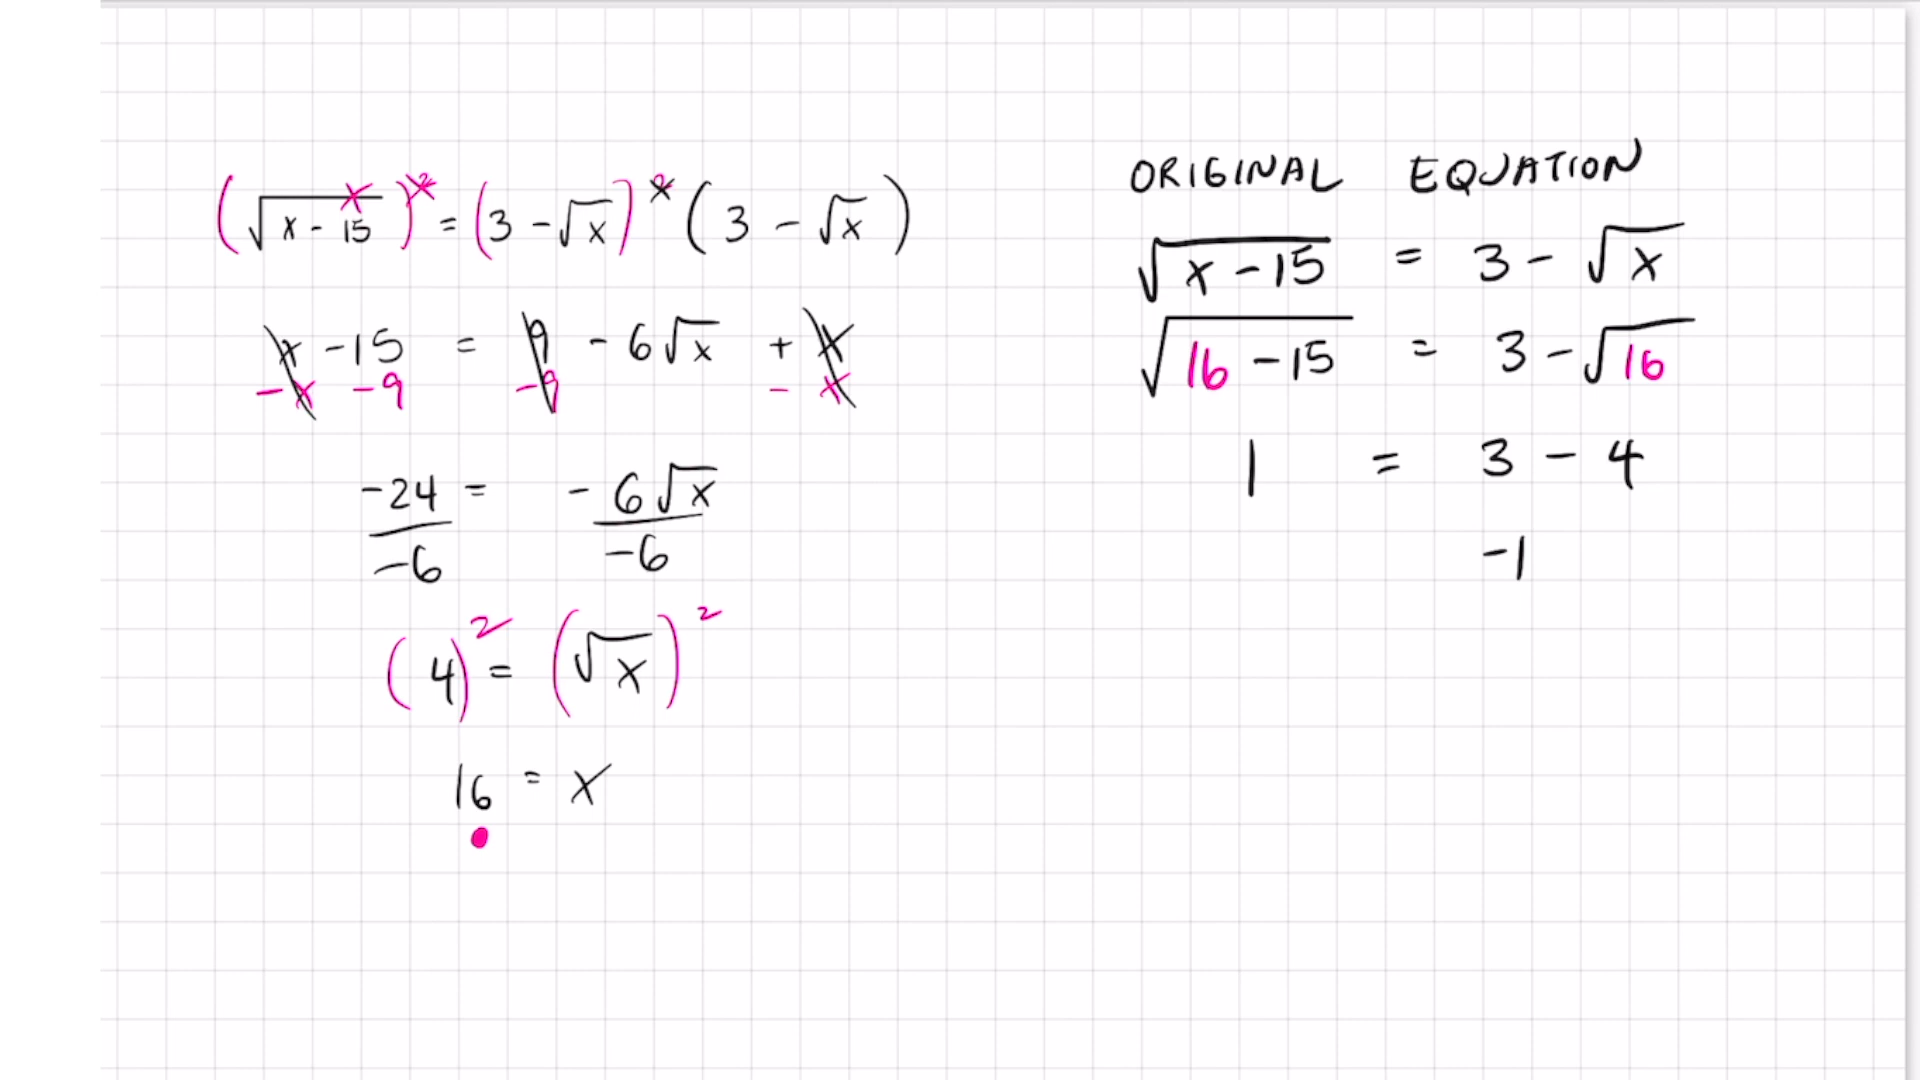 (√(x - 15))² = (3 - √x)² (3 - √x)
x - 15 = 9 - 6√x + x
-x -9 -9 - x
-24 = - 6√x
-6 -6
(4)² = (√x)²
16 = x
ORIGINAL EQUATION
√(x - 15) = 3 - √x
√(16 - 15) = 3 - √16
1 = 3 - 4
-1